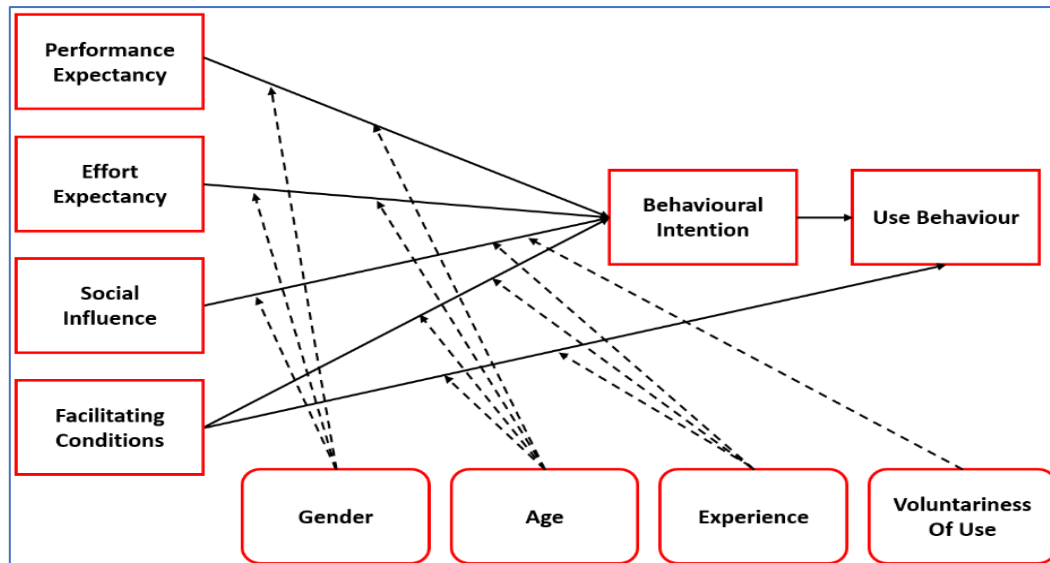 Performance
Expectancy
Effort
Expectancy
Social
Influence
Facilitating
Conditions
Behavioural
Intention
Use Behaviour
Gender
Age
Experience
Voluntariness
Of Use